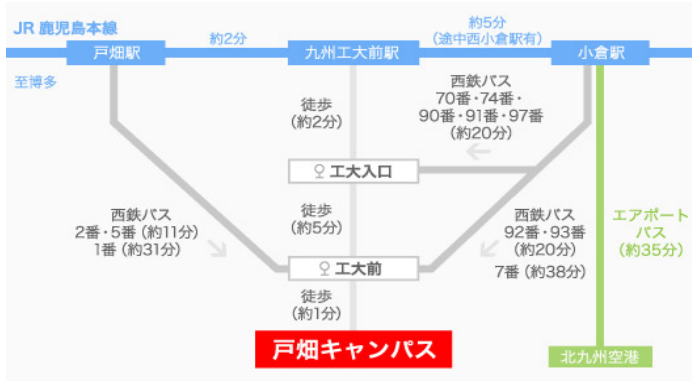 JR 鹿児島本線
約2分
約5分
(途中西小倉駅有)
戸畑駅
九州工大前駅
小倉駅
至博多
徒歩
(約2分)
西鉄バス
70番・74番・
90番・91番・97番
(約20分)
工大入口
徒歩
(約5分)
西鉄バス
2番・5番 (約11分)
1番 (約31分)
西鉄バス
92番・93番
(約20分)
7番 (約38分)
エアポート
バス
(約35分)
工大前
徒歩
(約1分)
戸畑キャンパス
北九州空港